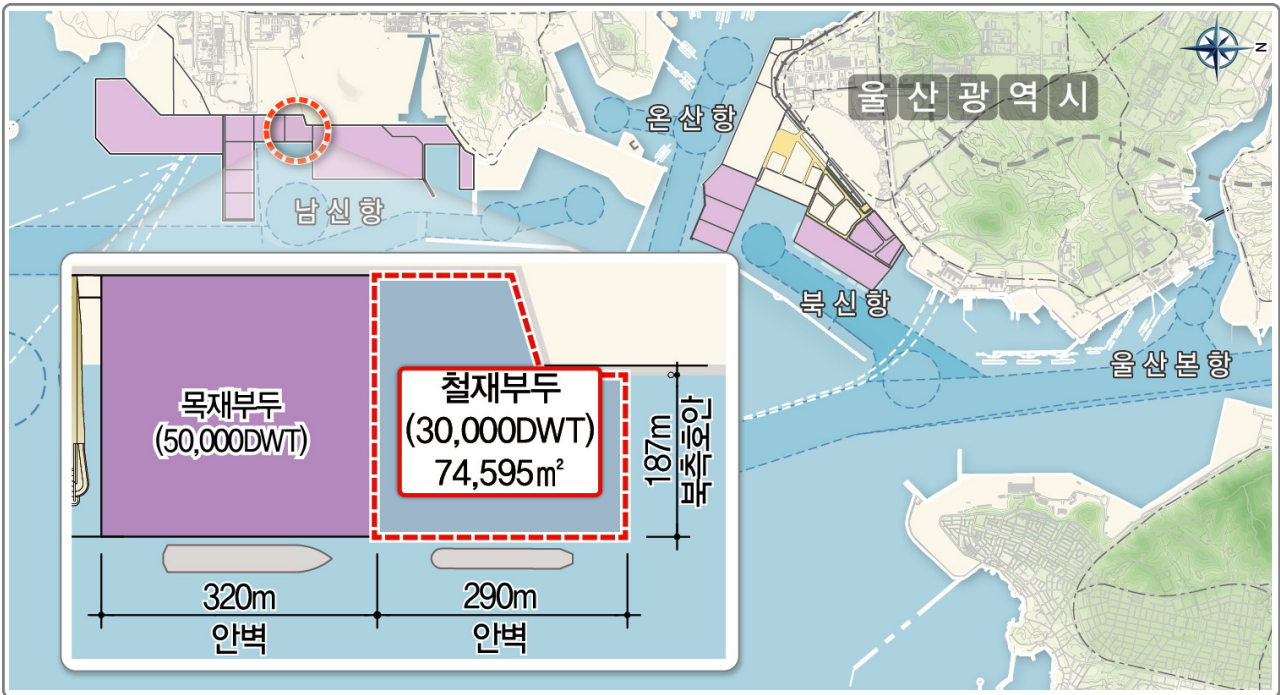 울산광역시
N
온산항
남신항
북신항
울산본항
목재부두
(50,000DWT)
철재부두
(30,000DWT)
74,595㎡
187m
북측호안
320m
안벽
290m
안벽